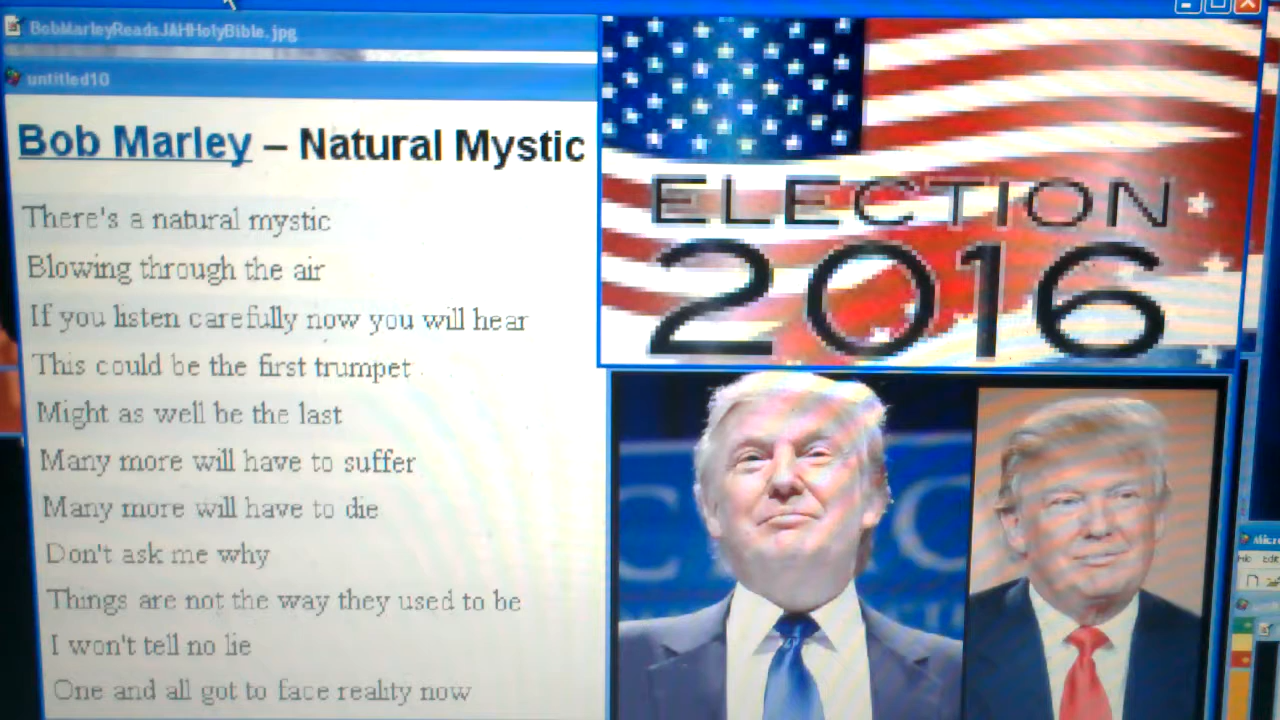 BobMarleyReadsJAHHolyBible.jpg
untitled10
Bob Marley – Natural Mystic
There's a natural mystic
Blowing through the air
If you listen carefully now you will hear
This could be the first trumpet
Might as well be the last
Many more will have to suffer
Many more will have to die
Don't ask me why
Things are not the way they used to be
I won't tell no lie
One and all got to face reality now
ELECTION
2016